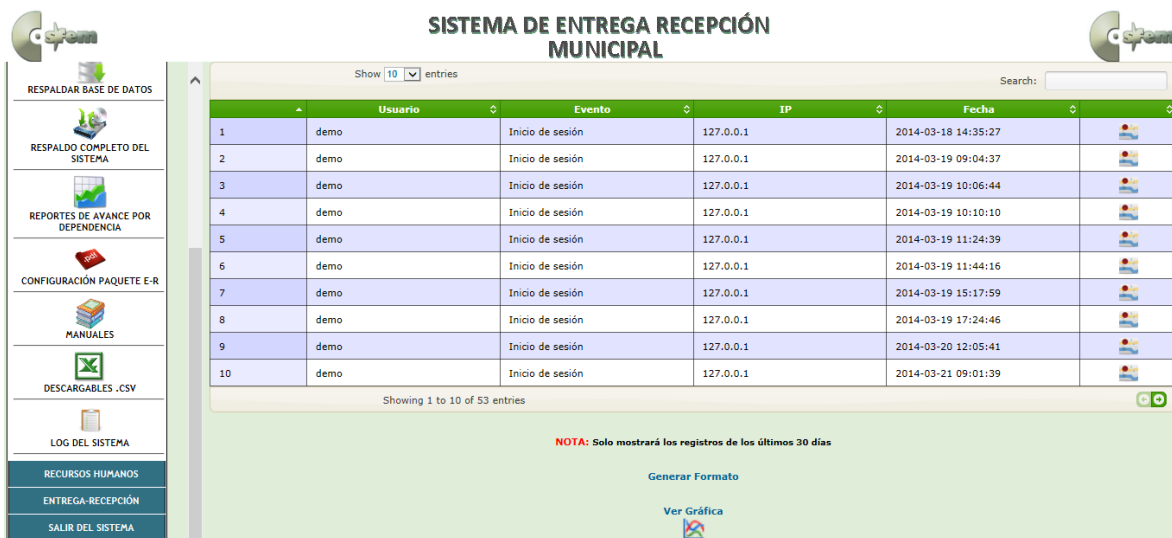 osfem
SISTEMA DE ENTREGA RECEPCIÓN
MUNICIPAL
osfem
RESPALDAR BASE DE DATOS
RESPALDO COMPLETO DEL
SISTEMA
REPORTES DE AVANCE POR
DEPENDENCIA
.pdf
CONFIGURACIÓN PAQUETE E-R
MANUALES
DESCARGABLES .CSV
LOG DEL SISTEMA
RECURSOS HUMANOS
ENTREGA-RECEPCIÓN
SALIR DEL SISTEMA
Show 10 entries
Search:
Usuario Evento IP Fecha
1 demo Inicio de sesión 127.0.0.1 2014-03-18 14:35:27
2 demo Inicio de sesión 127.0.0.1 2014-03-19 09:04:37
3 demo Inicio de sesión 127.0.0.1 2014-03-19 10:06:44
4 demo Inicio de sesión 127.0.0.1 2014-03-19 10:10:10
5 demo Inicio de sesión 127.0.0.1 2014-03-19 11:24:39
6 demo Inicio de sesión 127.0.0.1 2014-03-19 11:44:16
7 demo Inicio de sesión 127.0.0.1 2014-03-19 15:17:59
8 demo Inicio de sesión 127.0.0.1 2014-03-19 17:24:46
9 demo Inicio de sesión 127.0.0.1 2014-03-20 12:05:41
10 demo Inicio de sesión 127.0.0.1 2014-03-21 09:01:39
Showing 1 to 10 of 53 entries
NOTA: Solo mostrará los registros de los últimos 30 días
Generar Formato
Ver Gráfica